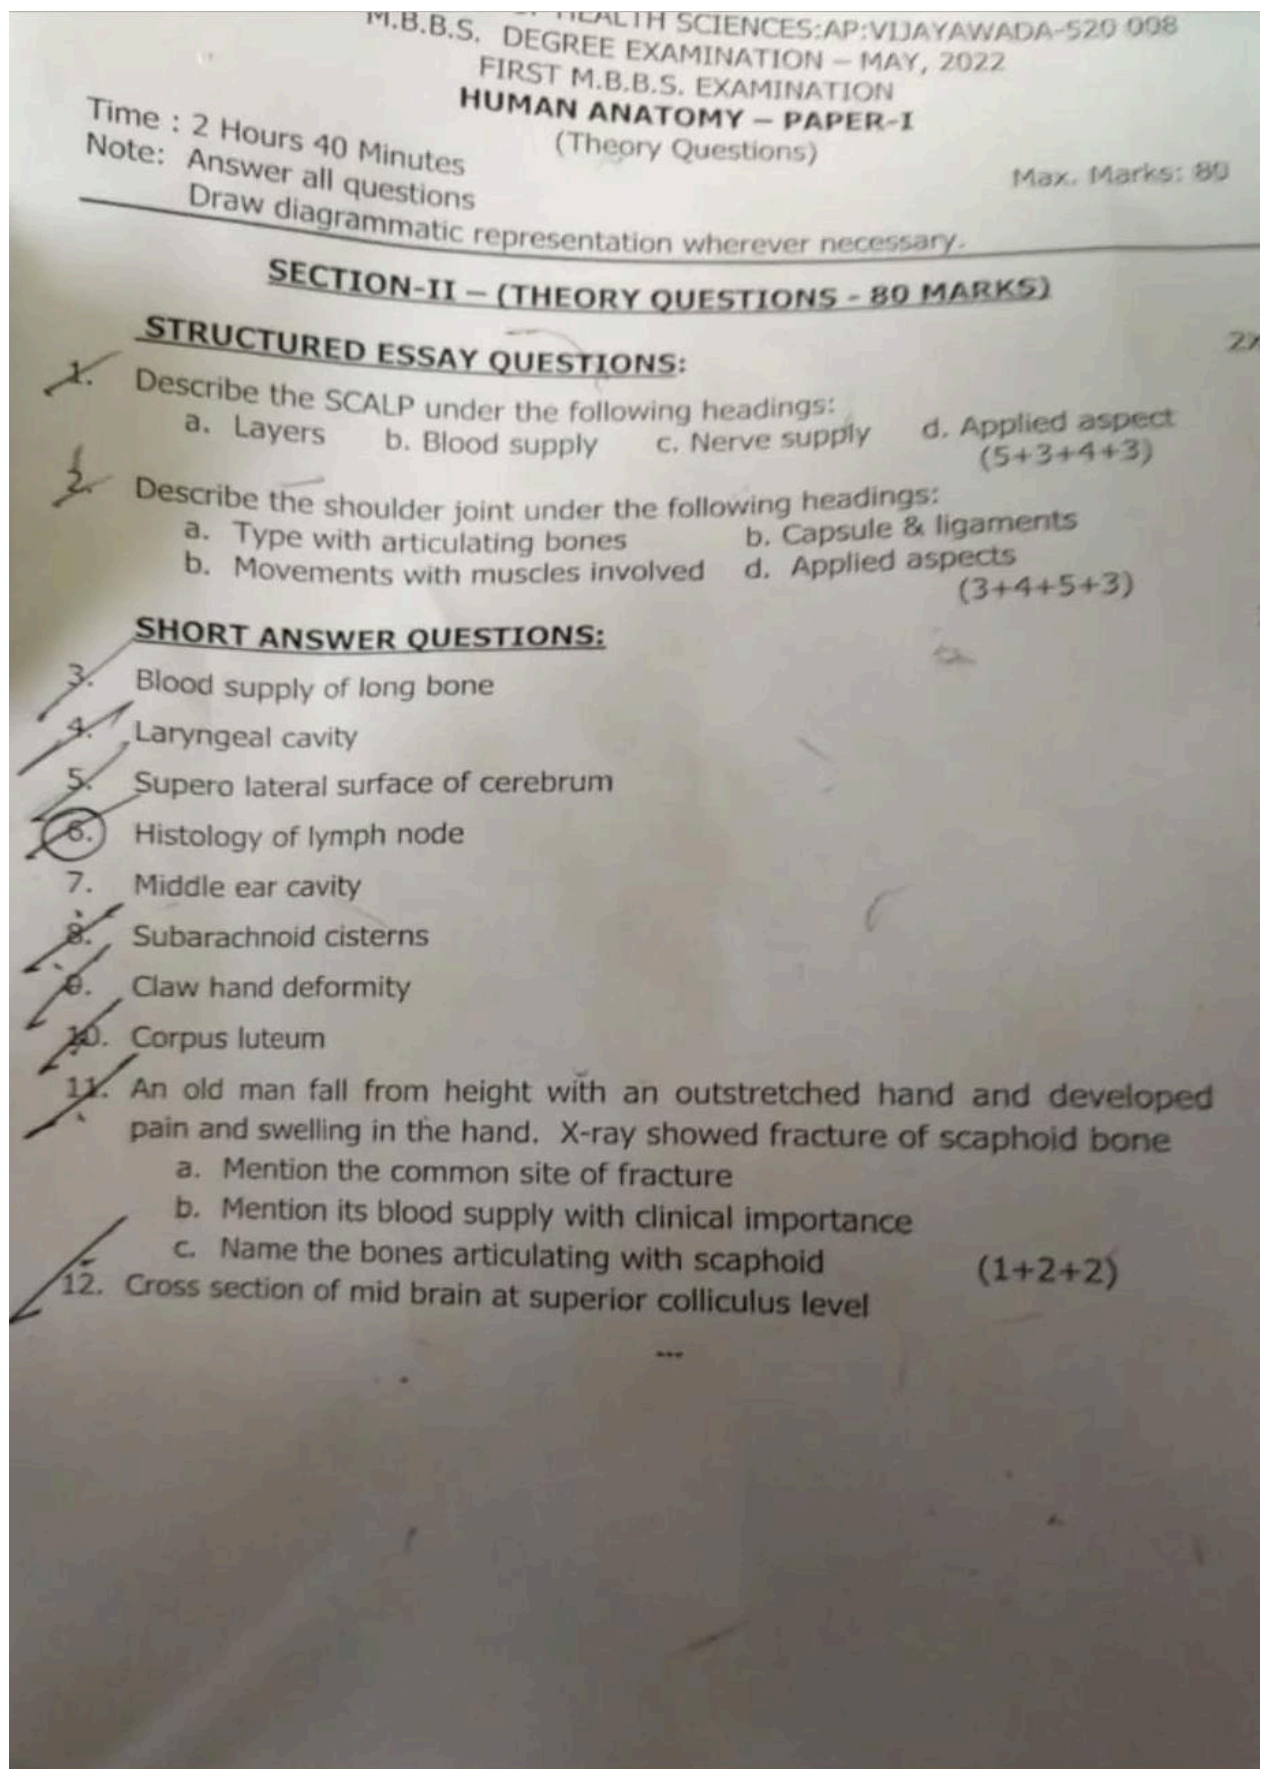 HEALTH SCIENCES:AP:VIJAYAWADA-520 008
M.B.B.S. DEGREE EXAMINATION – MAY, 2022
FIRST M.B.B.S. EXAMINATION
HUMAN ANATOMY – PAPER-I
(Theory Questions)
Time : 2 Hours 40 Minutes
Max. Marks: 80
Note: Answer all questions
Draw diagrammatic representation wherever necessary.
SECTION-II – (THEORY QUESTIONS - 80 MARKS)
STRUCTURED ESSAY QUESTIONS:
1. Describe the SCALP under the following headings:
a. Layers b. Blood supply c. Nerve supply d. Applied aspect
(5+3+4+3)
2. Describe the shoulder joint under the following headings:
a. Type with articulating bones b. Capsule & ligaments
b. Movements with muscles involved d. Applied aspects
(3+4+5+3)
SHORT ANSWER QUESTIONS:
3. Blood supply of long bone
4. Laryngeal cavity
5. Supero lateral surface of cerebrum
6. Histology of lymph node
7. Middle ear cavity
8. Subarachnoid cisterns
9. Claw hand deformity
10. Corpus luteum
11. An old man fall from height with an outstretched hand and developed
pain and swelling in the hand. X-ray showed fracture of scaphoid bone
a. Mention the common site of fracture
b. Mention its blood supply with clinical importance
c. Name the bones articulating with scaphoid (1+2+2)
12. Cross section of mid brain at superior colliculus level
---